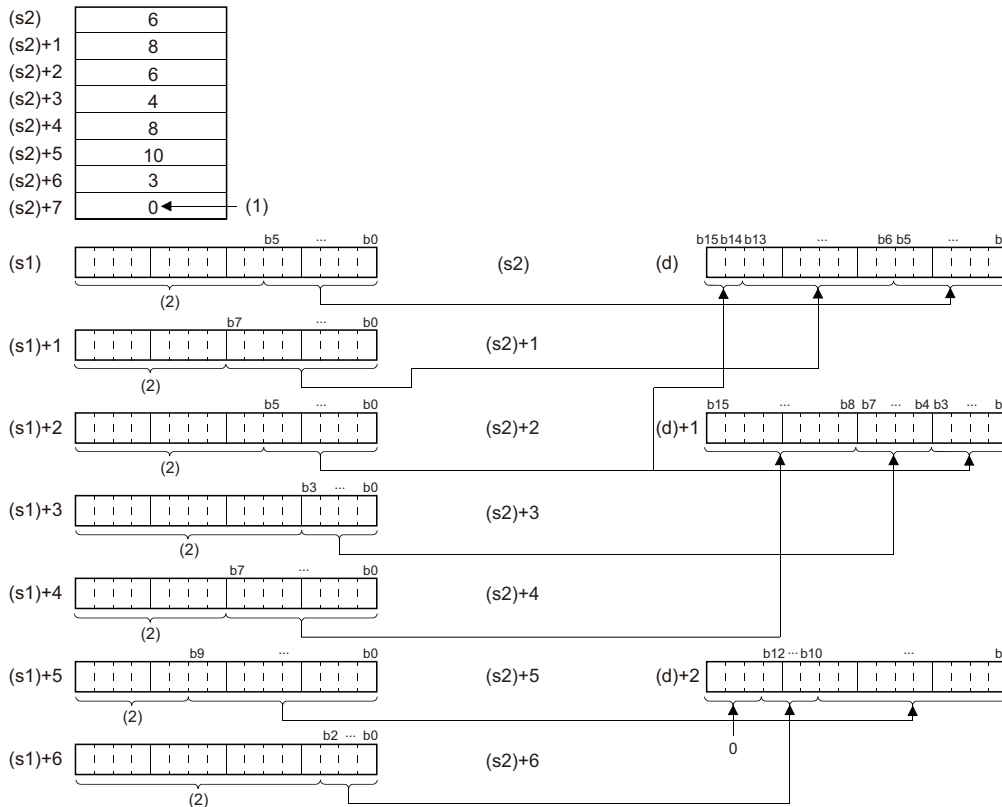 (s2) 6
(s2)+1 8
(s2)+2 6
(s2)+3 4
(s2)+4 8
(s2)+5 10
(s2)+6 3
(s2)+7 0 (1)
b5 ... b0 b15 b14 b13 ... b6 b5 ... b
(s1) (s2) (d)
(2)
b7 ... b0
(s1)+1 (s2)+1
(2)
b5 ... b0 b15 ... b8 b7 ... b4 b3 ... b
(s1)+2 (s2)+2 (d)+1
(2)
b3 ... b0
(s1)+3 (s2)+3
(2)
b7 ... b0
(s1)+4 (s2)+4
(2)
b9 ... b0 b12 ... b10 ... b
(s1)+5 (s2)+5 (d)+2
(2) 0
b2 ... b0
(s1)+6 (s2)+6
(2)